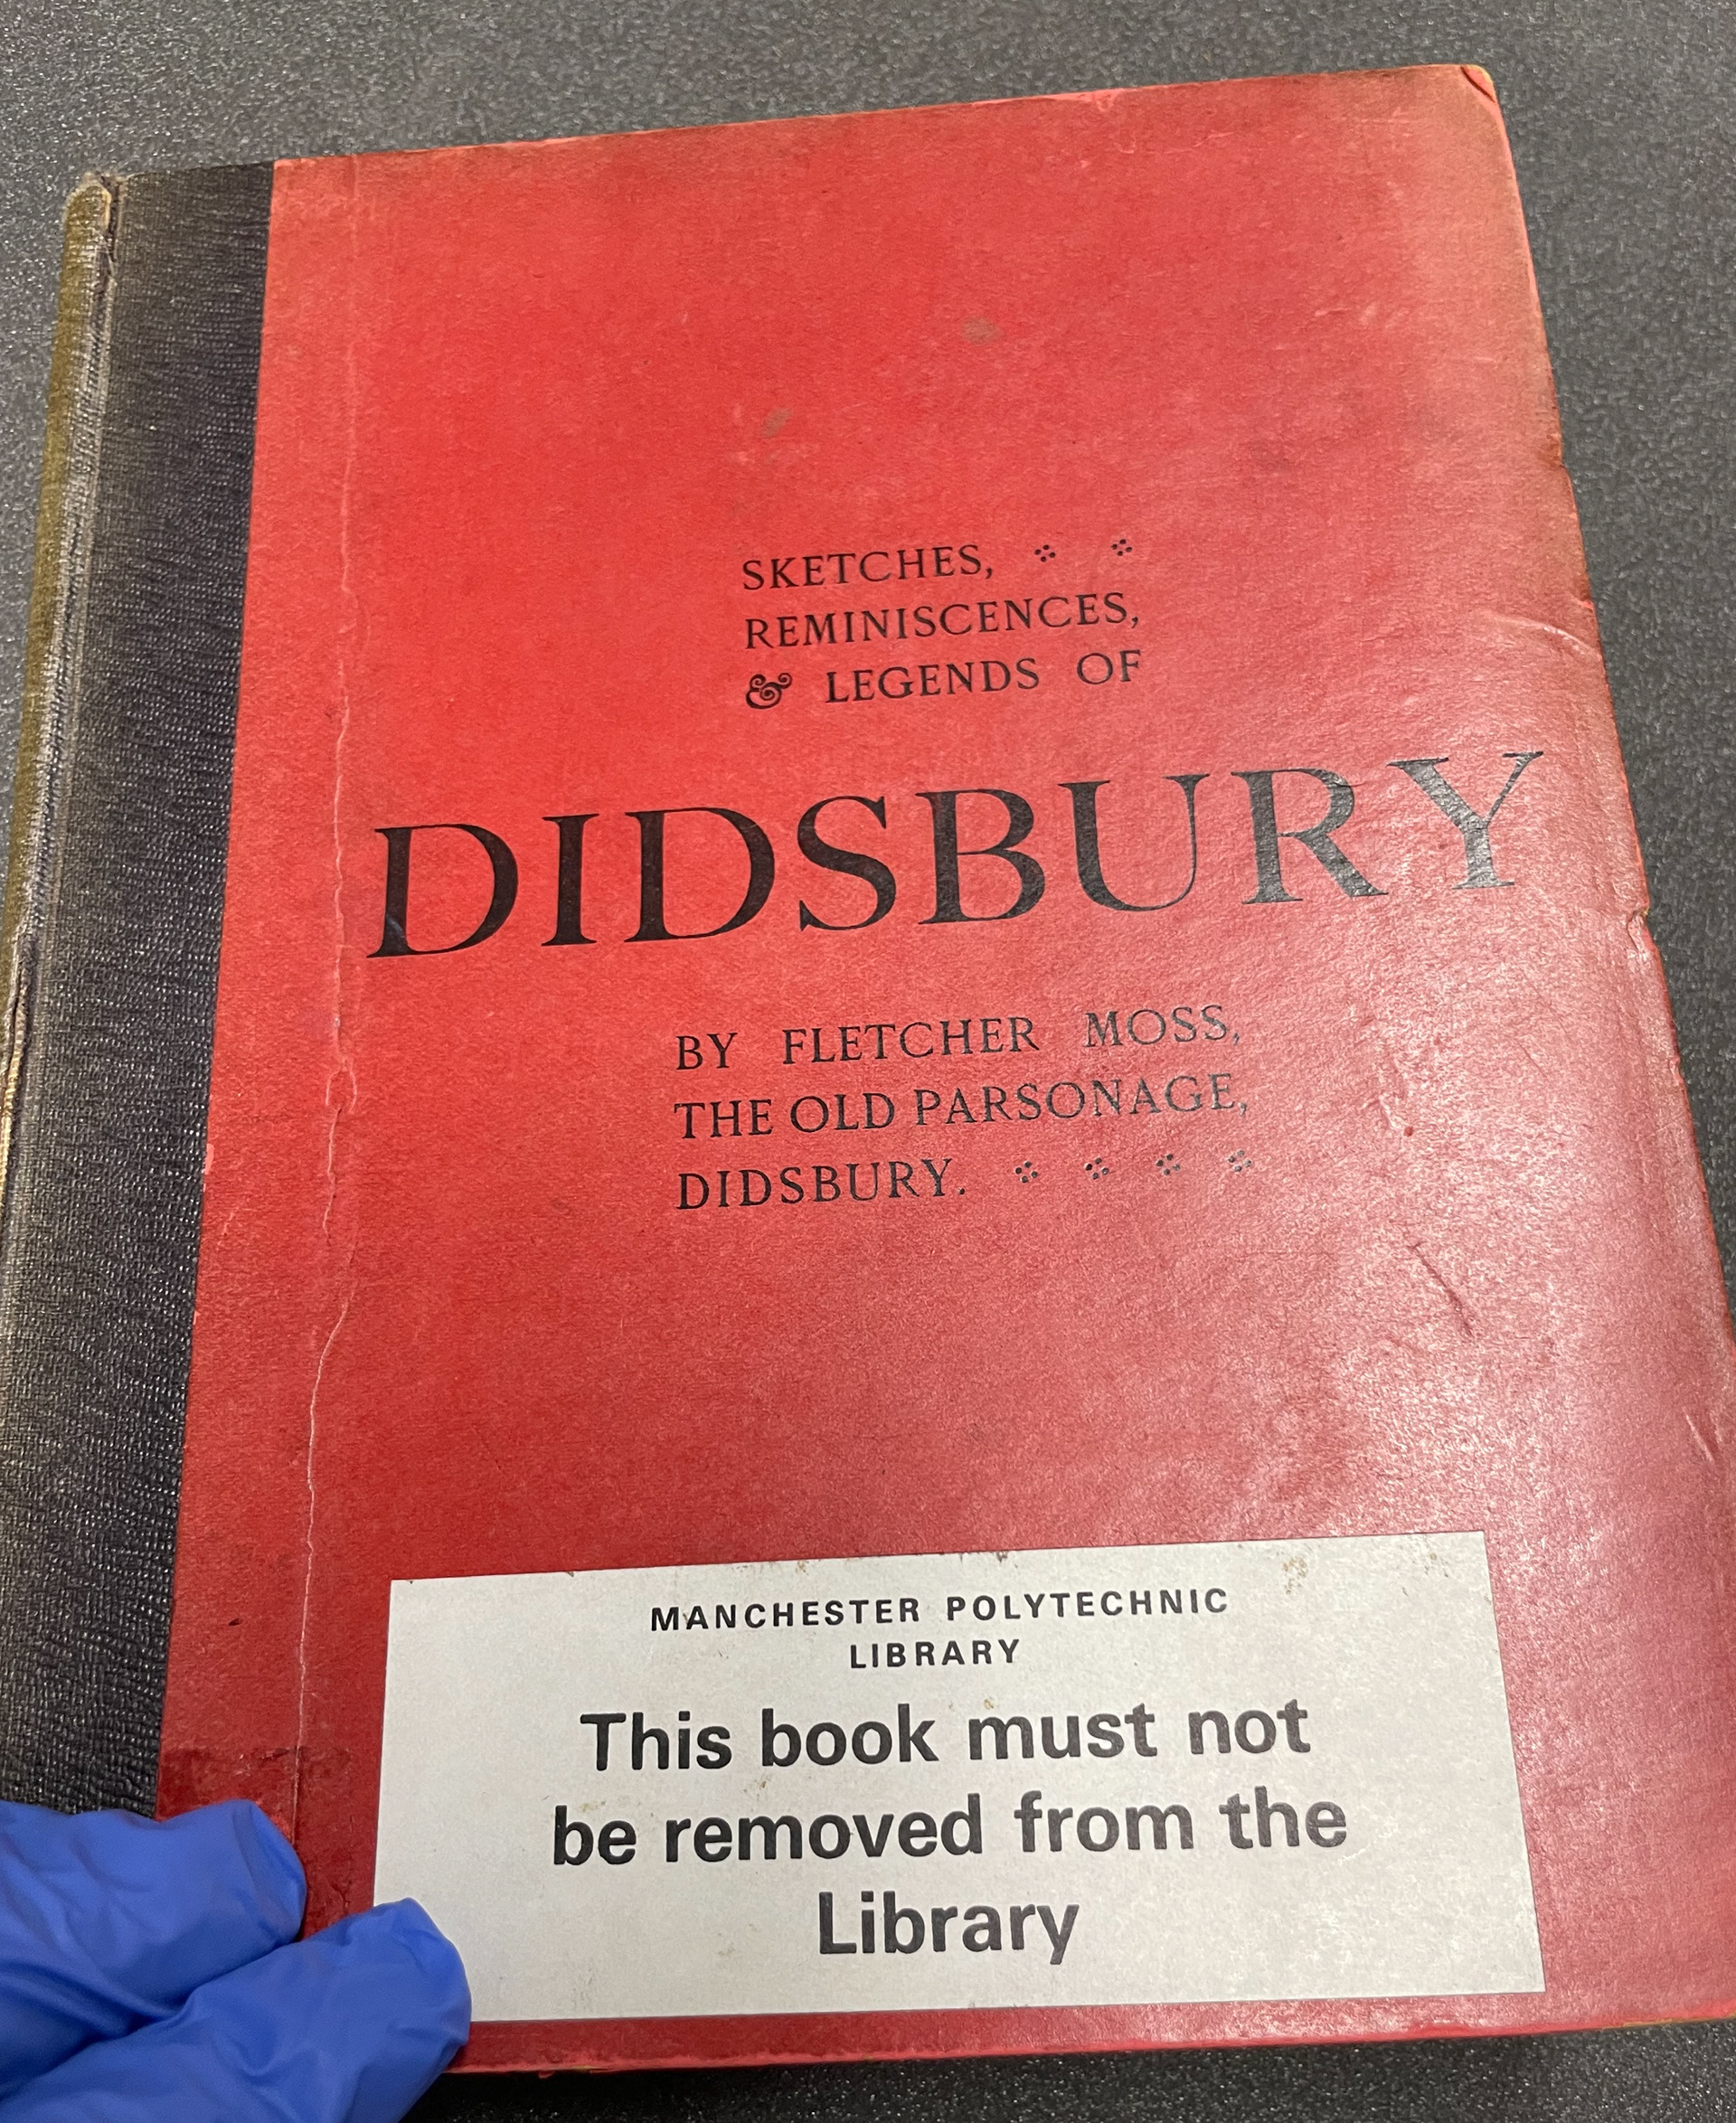 SKETCHES,
REMINISCENCES,
& LEGENDS OF
DIDSBURY
BY FLETCHER MOSS,
THE OLD PARSONAGE,
DIDSBURY.
MANCHESTER POLYTECHNIC
LIBRARY
This book must not
be removed from the
Library